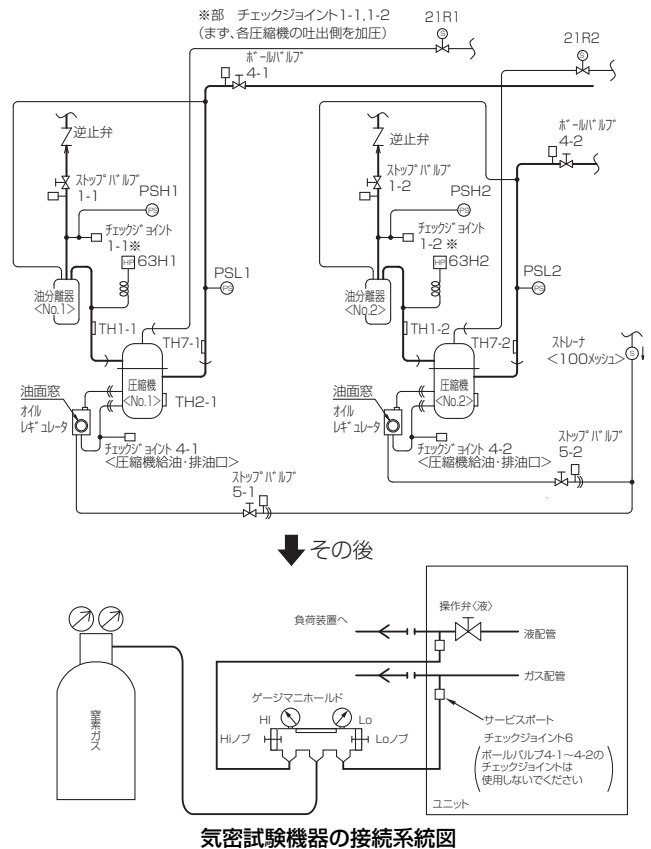 ※部 チェックジョイント1-1,1-2
(まず、各圧縮機の吐出側を加圧)
21R1
S
21R2
S
ボールバルブ
4-1
ボールバルブ
4-2
逆止弁
ストップバルブ
1-1
PSH1
PS
チェックジョイント
1-1※
HP
63H1
油分離器
<No.1>
TH1-1
TH7-1
PSL1
PS
圧縮機
<No.1>
TH2-1
油面窓
オイル
レギュレータ
チェックジョイント 4-1
<圧縮機給油・排油口>
ストップバルブ
5-1
逆止弁
ストップバルブ
1-2
PSH2
PS
チェックジョイント
1-2 ※
HP
63H2
油分離器
<No.2>
TH1-2
TH7-2
PSL2
PS
圧縮機
<No.2>
油面窓
オイル
レギュレータ
チェックジョイント 4-2
<圧縮機給油・排油口>
ストレーナ
<100メッシュ>
S
ストップバルブ
5-2
その後
窒素ガス
負荷装置へ
操作弁〈液〉
液配管
ガス配管
ゲージマニホールド
HI
Lo
Hiノブ
Loノブ
サービスポート
チェックジョイント6
(ボールバルブ4-1~4-2の
チェックジョイントは
使用しないでください)
ユニット
気密試験機器の接続系統図